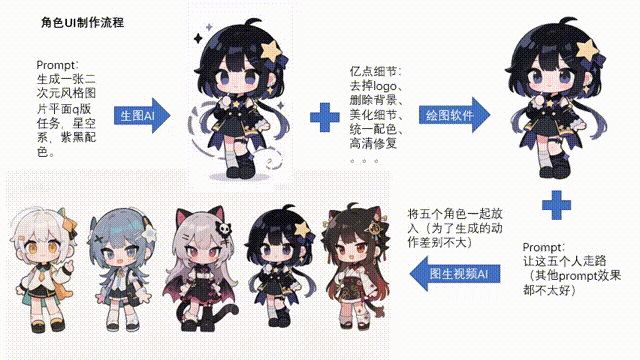 角色UI制作流程
Prompt:
生成一张二
次元风格图
片平面q版
任务，星空
系，紫黑配
色。
生图AI
亿点细节：
去掉logo、
删除背景、
美化细节、
统一配色、
高清修复
。。。
绘图软件
Prompt:
让这五个人走路
（其他prompt效果
都不太好）
将五个角色一起放
入（为了生成的动
作差别不大）
图生视频AI